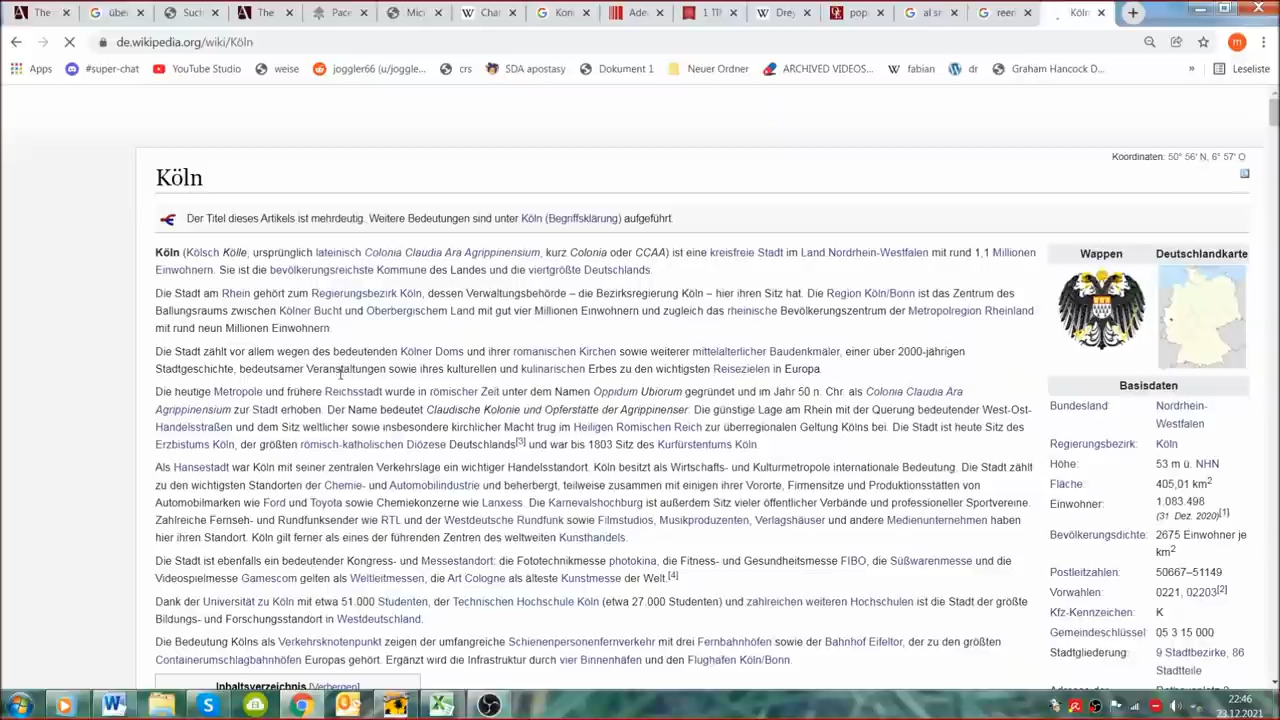 The
übe
Such
The
Pace
Mic
Cha
Kon
Ade
1 TF
Dre
pop
al sr
reer
Köln
de.wikipedia.org/wiki/Köln
Apps
#super-chat
YouTube Studio
weise
joggler66 (u/joggle...
crs
SDA apostasy
Dokument 1
Neuer Ordner
ARCHIVED VIDEOS...
fabian
dr
Graham Hancock D...
»
Leseliste
Koordinaten: 50° 56′ N, 6° 57′ O
Köln
Der Titel dieses Artikels ist mehrdeutig. Weitere Bedeutungen sind unter Köln (Begriffsklärung) aufgeführt.
Köln (Kölsch Kölle, ursprünglich lateinisch Colonia Claudia Ara Agrippinensium, kurz Colonia oder CCAA) ist eine kreisfreie Stadt im Land Nordrhein-Westfalen mit rund 1,1 Millionen
Einwohnern. Sie ist die bevölkerungsreichste Kommune des Landes und die viertgrößte Deutschlands.
Die Stadt am Rhein gehört zum Regierungsbezirk Köln, dessen Verwaltungsbehörde – die Bezirksregierung Köln – hier ihren Sitz hat. Die Region Köln/Bonn ist das Zentrum des
Ballungsraums zwischen Kölner Bucht und Oberbergischem Land mit gut vier Millionen Einwohnern und zugleich das rheinische Bevölkerungszentrum der Metropolregion Rheinland
mit rund neun Millionen Einwohnern
Die Stadt zählt vor allem wegen des bedeutenden Kölner Doms und ihrer romanischen Kirchen sowie weiterer mittelalterlicher Baudenkmäler, einer über 2000-jährigen
Stadtgeschichte, bedeutsamer Veranstaltungen sowie ihres kulturellen und kulinarischen Erbes zu den wichtigsten Reisezielen in Europa.
Die heutige Metropole und frühere Reichsstadt wurde in römischer Zeit unter dem Namen Oppidum Ubiorum gegründet und im Jahr 50 n. Chr. als Colonia Claudia Ara
Agrippinensium zur Stadt erhoben. Der Name bedeutet Claudische Kolonie und Opferstätte der Agrippinenser. Die günstige Lage am Rhein mit der Querung bedeutender West-Ost-
Handelsstraßen und dem Sitz weltlicher sowie insbesondere kirchlicher Macht trug im Heiligen Römischen Reich zur überregionalen Geltung Kölns bei. Die Stadt ist heute Sitz des
Erzbistums Köln, der größten römisch-katholischen Diözese Deutschlands[3] und war bis 1803 Sitz des Kurfürstentums Köln
Als Hansestadt war Köln mit seiner zentralen Verkehrslage ein wichtiger Handelsstandort. Köln besitzt als Wirtschafts- und Kulturmetropole internationale Bedeutung. Die Stadt zählt
zu den wichtigsten Standorten der Chemie- und Automobilindustrie und beherbergt, teilweise zusammen mit einigen ihrer Vororte, Firmensitze und Produktionsstätten von
Automobilmarken wie Ford und Toyota sowie Chemiekonzerne wie Lanxess. Die Karnevalshochburg ist außerdem Sitz vieler öffentlicher Verbände und professioneller Sportvereine.
Zahlreiche Fernseh- und Rundfunksender wie RTL und der Westdeutsche Rundfunk sowie Filmstudios, Musikproduzenten, Verlagshäuser und andere Medienunternehmen haben
hier ihren Standort. Köln gilt ferner als eines der führenden Zentren des weltweiten Kunsthandels.
Die Stadt ist ebenfalls ein bedeutender Kongress- und Messestandort: die Fototechnikmesse photokina, die Fitness- und Gesundheitsmesse FIBO, die Süßwarenmesse und die
Videospielmesse Gamescom gelten als Weltleitmessen, die Art Cologne als älteste Kunstmesse der Welt.[4]
Dank der Universität zu Köln mit etwa 51.000 Studenten, der Technischen Hochschule Köln (etwa 27.000 Studenten) und zahlreichen weiteren Hochschulen ist die Stadt der größte
Bildungs- und Forschungsstandort in Westdeutschland.
Die Bedeutung Kölns als Verkehrsknotenpunkt zeigen der umfangreiche Schienenpersonenfernverkehr mit drei Fernbahnhöfen sowie der Bahnhof Eifeltor, der zu den größten
Containerumschlagbahnhöfen Europas gehört. Ergänzt wird die Infrastruktur durch vier Binnenhäfen und den Flughafen Köln/Bonn.
Inhaltsverzeichnis [Verbergen]
Wappen Deutschlandkarte
Basisdaten
Bundesland: Nordrhein-
Westfalen
Regierungsbezirk: Köln
Höhe: 53 m ü. NHN
Fläche: 405,01 km2
Einwohner: 1.083.498
(31. Dez. 2020)[1]
Bevölkerungsdichte: 2675 Einwohner je
km2
Postleitzahlen: 50667–51149
Vorwahlen: 0221, 02203[2]
Kfz-Kennzeichen: K
Gemeindeschlüssel: 05 3 15 000
Stadtgliederung: 9 Stadtbezirke, 86
Stadtteile
Adresse der
22:46
23.12.2021